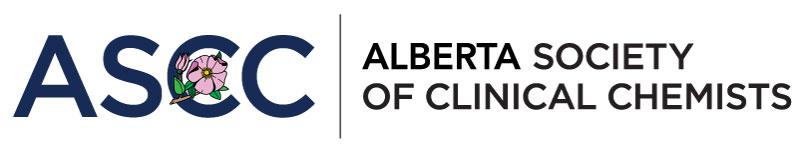 ASCC
ALBERTA SOCIETY
OF CLINICAL CHEMISTS